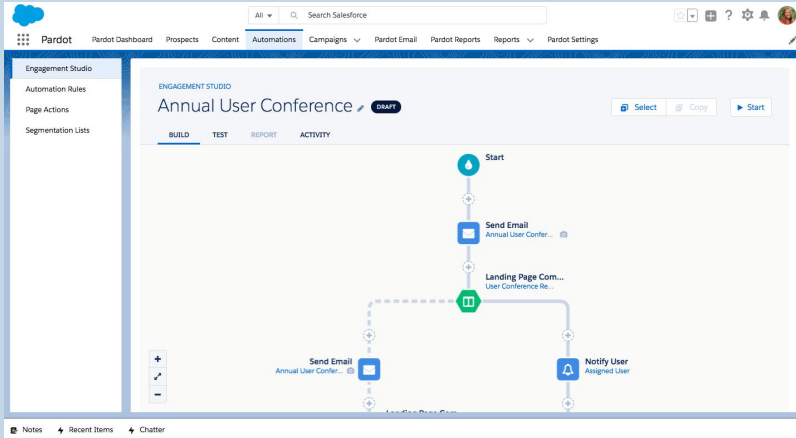 All
Search Salesforce
Pardot
Pardot Dashboard Prospects Content Automations Campaigns Pardot Email Pardot Reports Reports Pardot Settings
Engagement Studio
Automation Rules
Page Actions
Segmentation Lists
ENGAGEMENT STUDIO
Annual User Conference DRAFT
Select Copy Start
BUILD TEST REPORT ACTIVITY
Start
Send Email
Annual User Confer...
Landing Page Com...
User Conference Re...
Send Email
Annual User Confer...
Notify User
Assigned User
Landing Page Com
Notes Recent Items Chatter